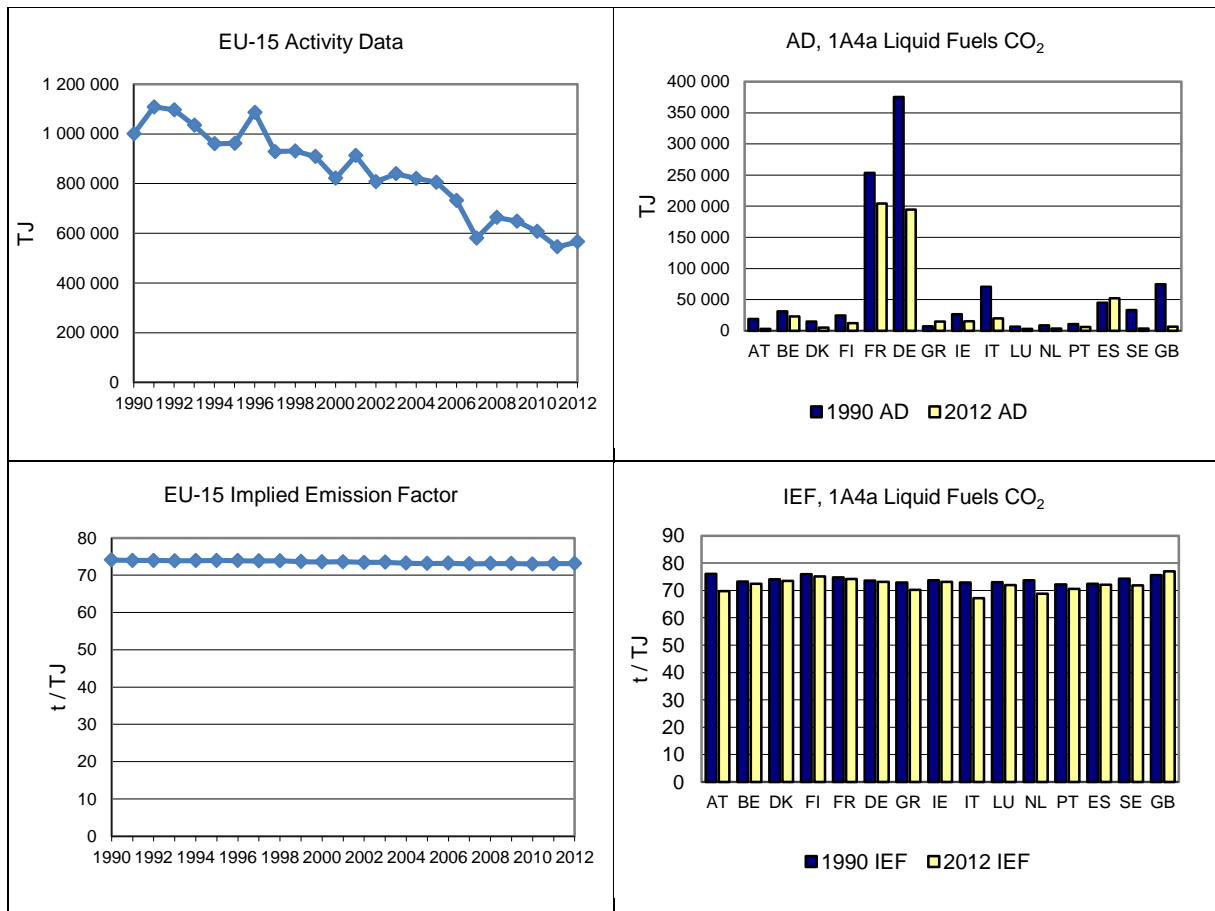 EU-15 Activity Data
TJ
1 200 000
1 000 000
800 000
600 000
400 000
200 000
0
1990 1992 1994 1996 1998 2000 2002 2004 2006 2008 2010 2012
AD, 1A4a Liquid Fuels CO2
TJ
400 000
350 000
300 000
250 000
200 000
150 000
100 000
50 000
0
AT BE DK FI FR DE GR IE IT LU NL PT ES SE GB
1990 AD 2012 AD
EU-15 Implied Emission Factor
t / TJ
80
70
60
50
40
30
20
10
0
1990 1992 1994 1996 1998 2000 2002 2004 2006 2008 2010 2012
IEF, 1A4a Liquid Fuels CO2
t / TJ
90
80
70
60
50
40
30
20
10
0
AT BE DK FI FR DE GR IE IT LU NL PT ES SE GB
1990 IEF 2012 IEF